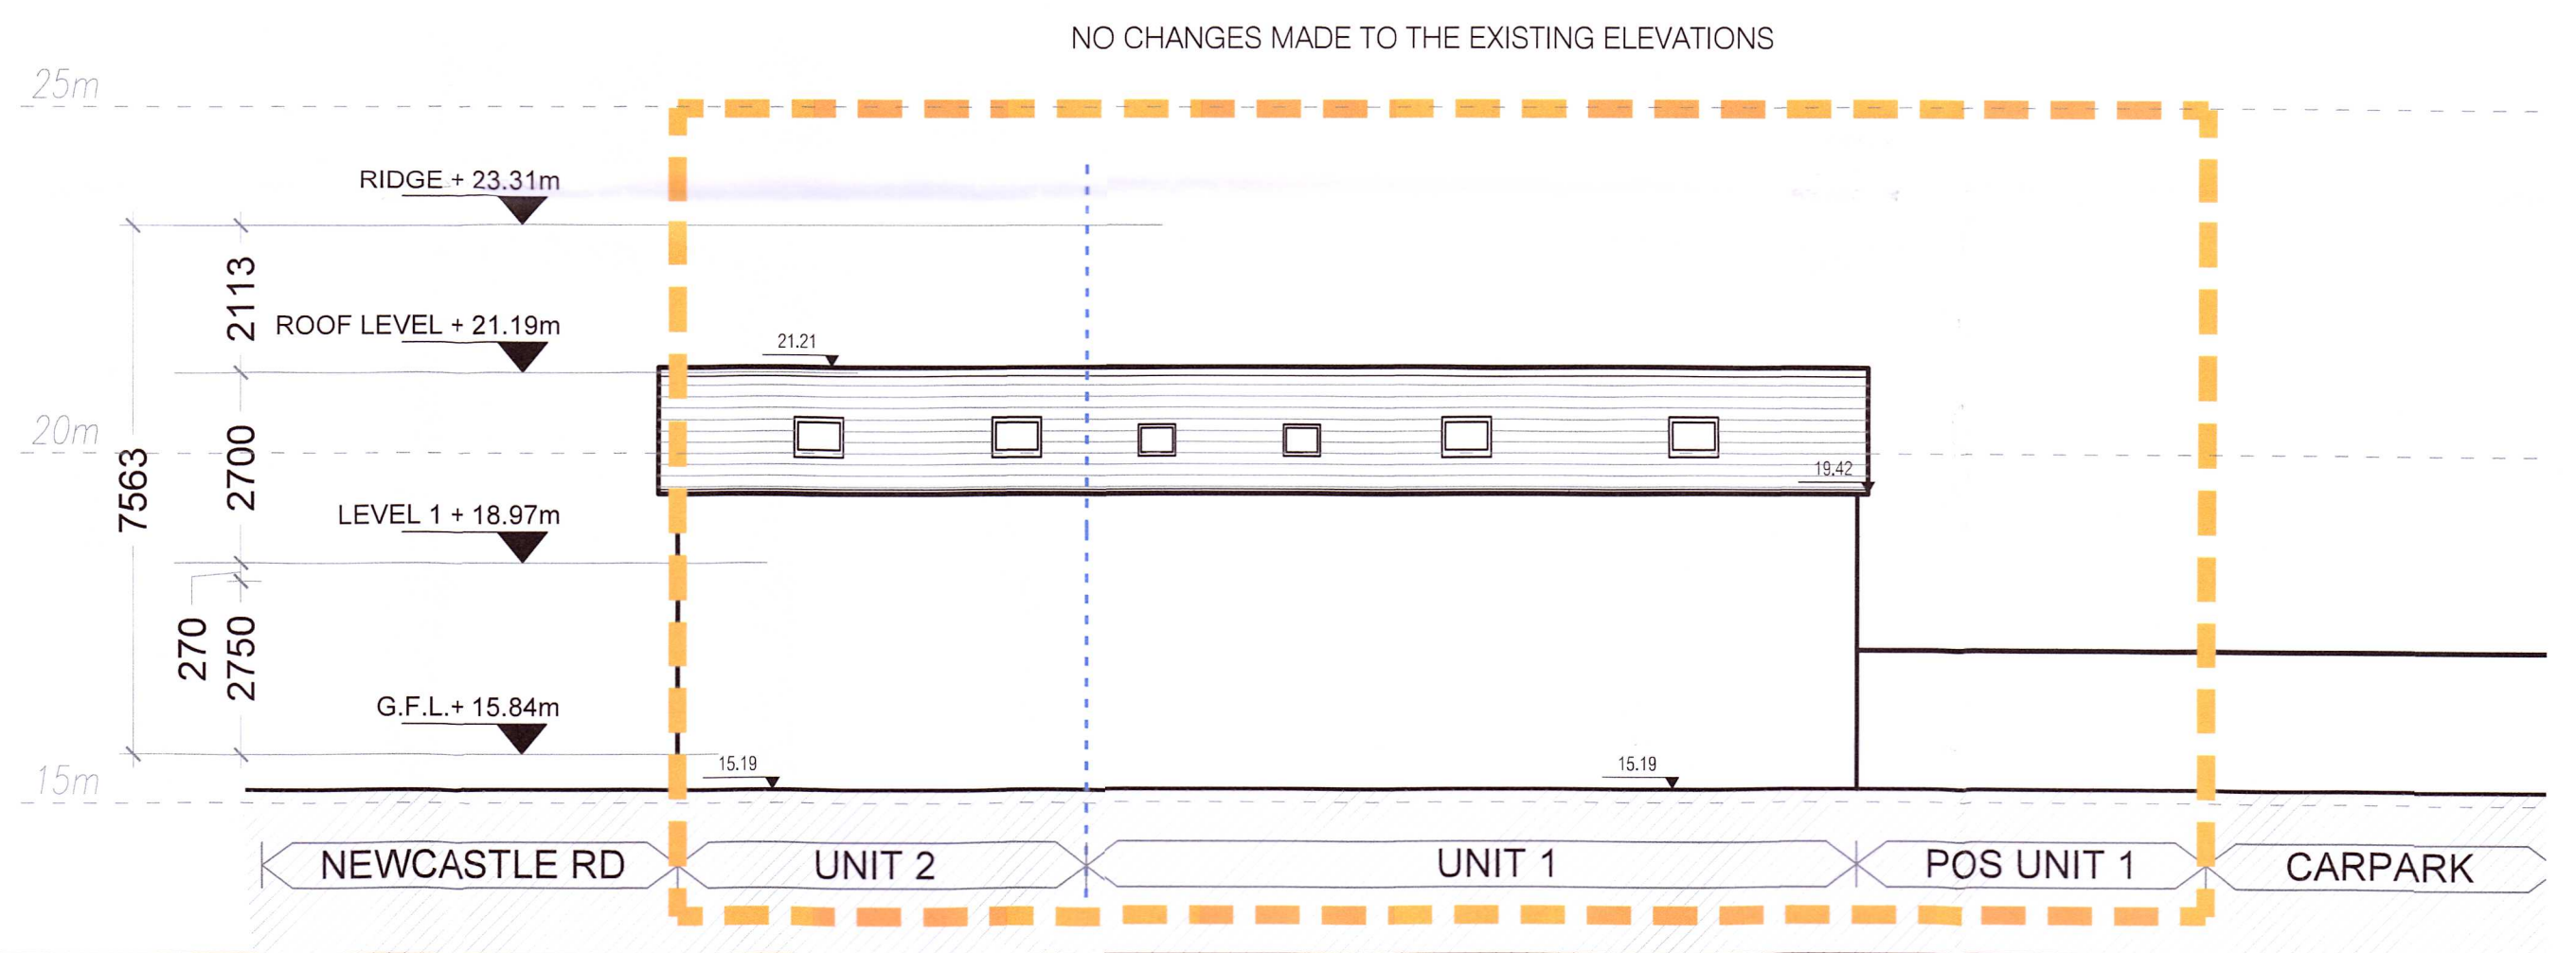 NO CHANGES MADE TO THE EXISTING ELEVATIONS
25m
RIDGE + 23.31m
2113
ROOF LEVEL + 21.19m
21.21
20m
7563
2700
19.42
LEVEL 1 + 18.97m
270
2750
G.F.L.+ 15.84m
15m
15.19
15.19
NEWCASTLE RD
UNIT 2
UNIT 1
POS UNIT 1
CARPARK